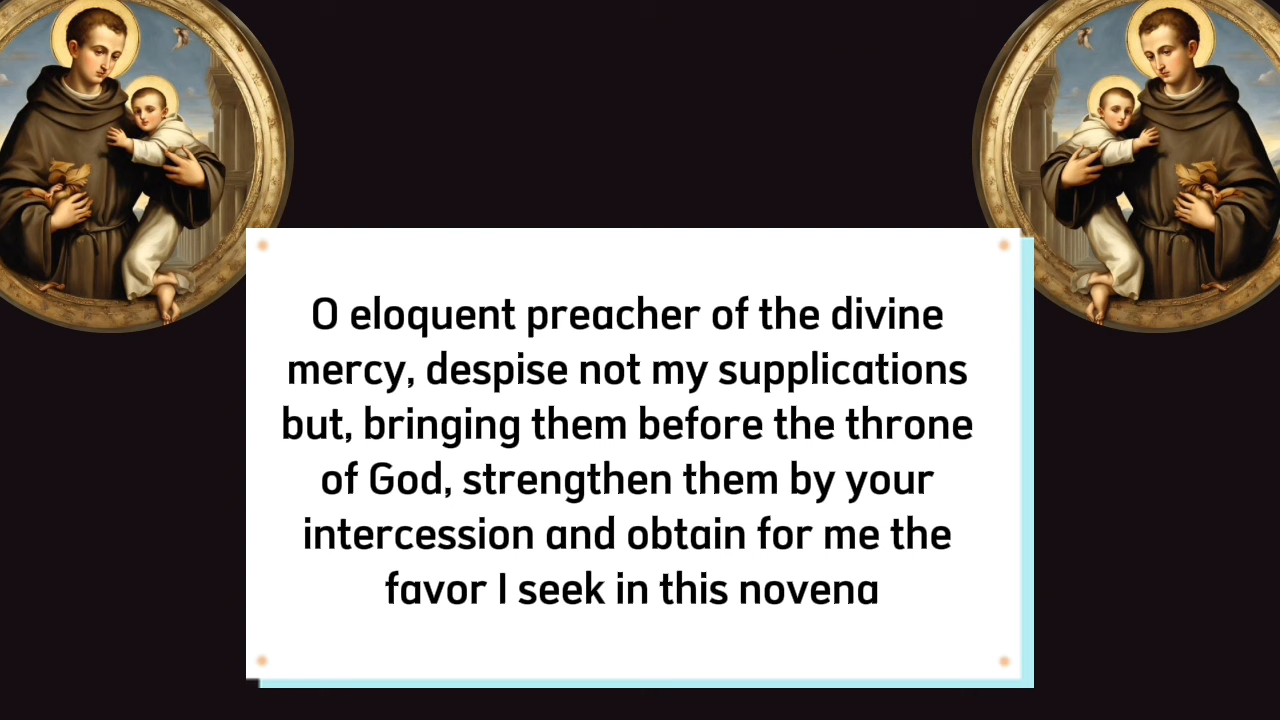 O eloquent preacher of the divine
mercy, despise not my supplications
but, bringing them before the throne
of God, strengthen them by your
intercession and obtain for me the
favor I seek in this novena